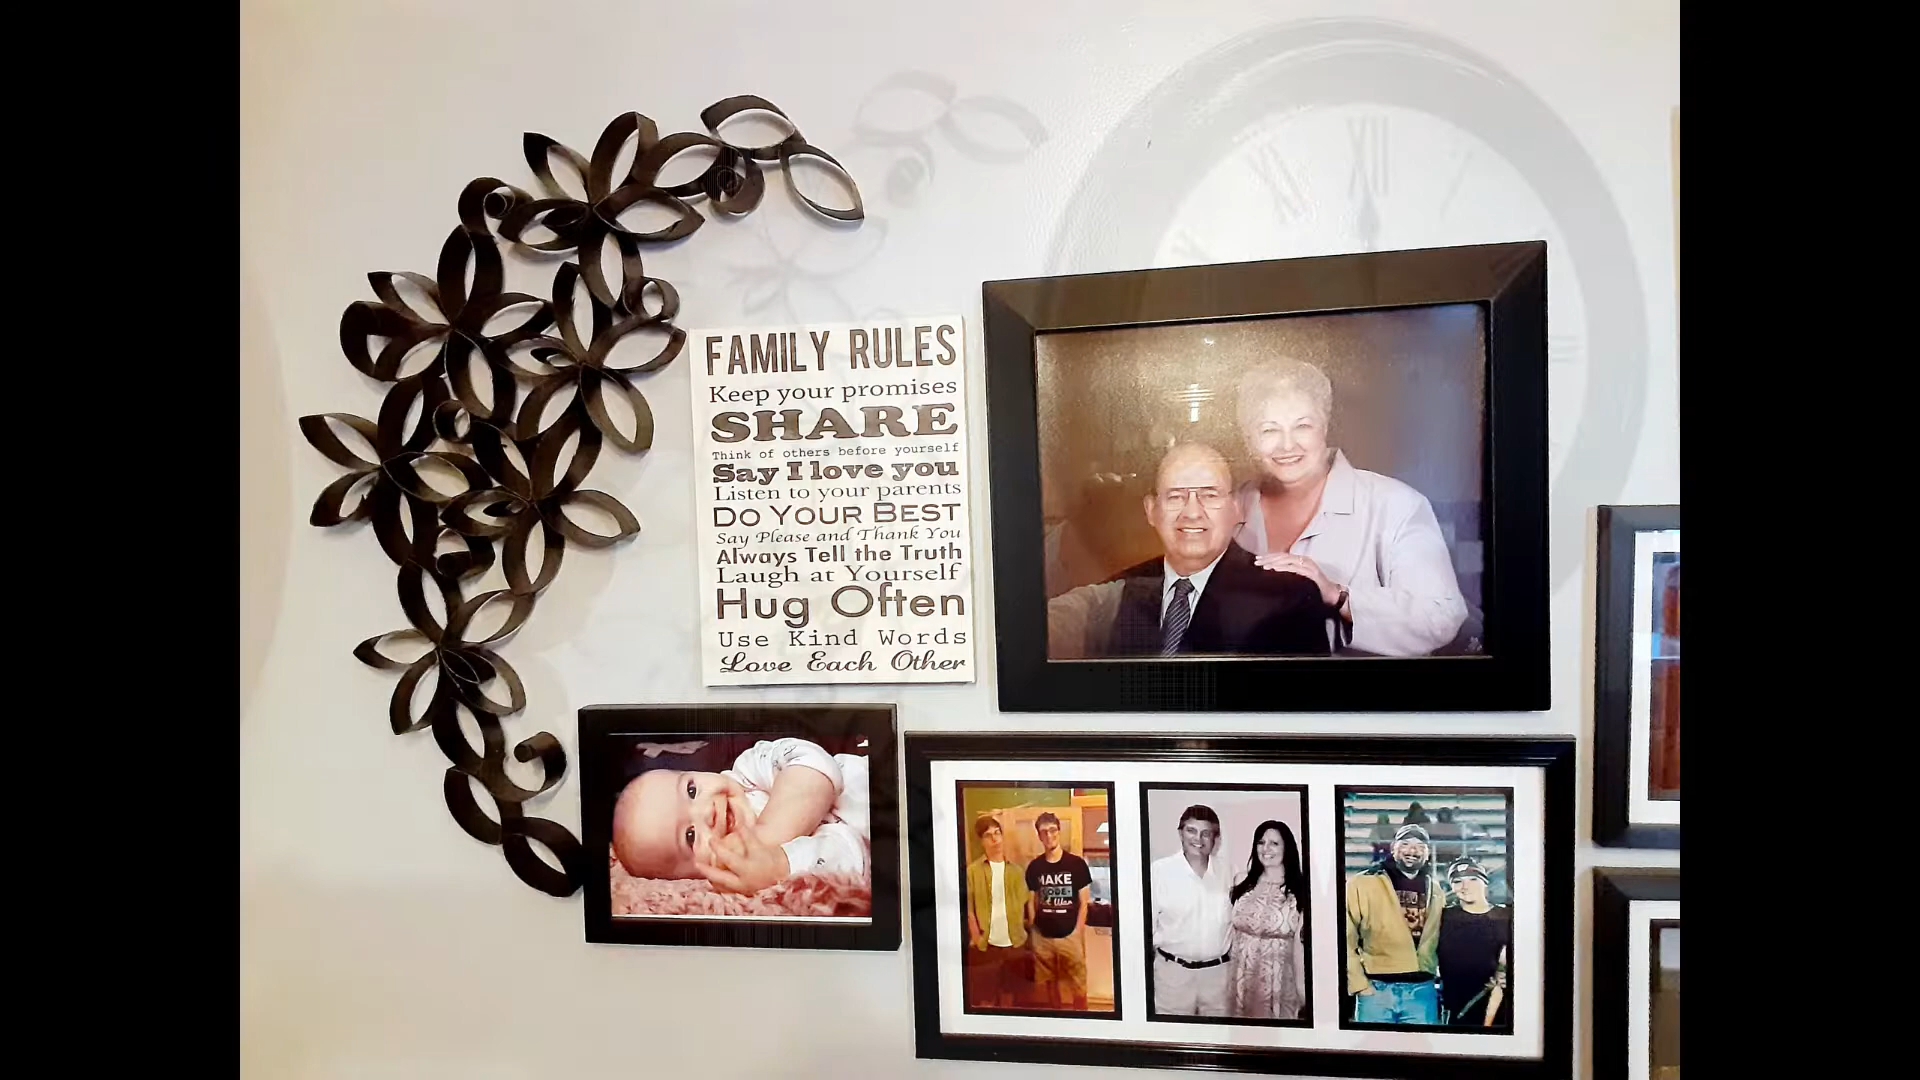 FAMILY RULES
Keep your promises
SHARE
Think of others before yourself
Say I love you
Listen to your parents
DO YOUR BEST
Say Please and Thank You
Always Tell the Truth
Laugh at Yourself
Hug Often
Use Kind Words
Love Each Other
XII
MAKE